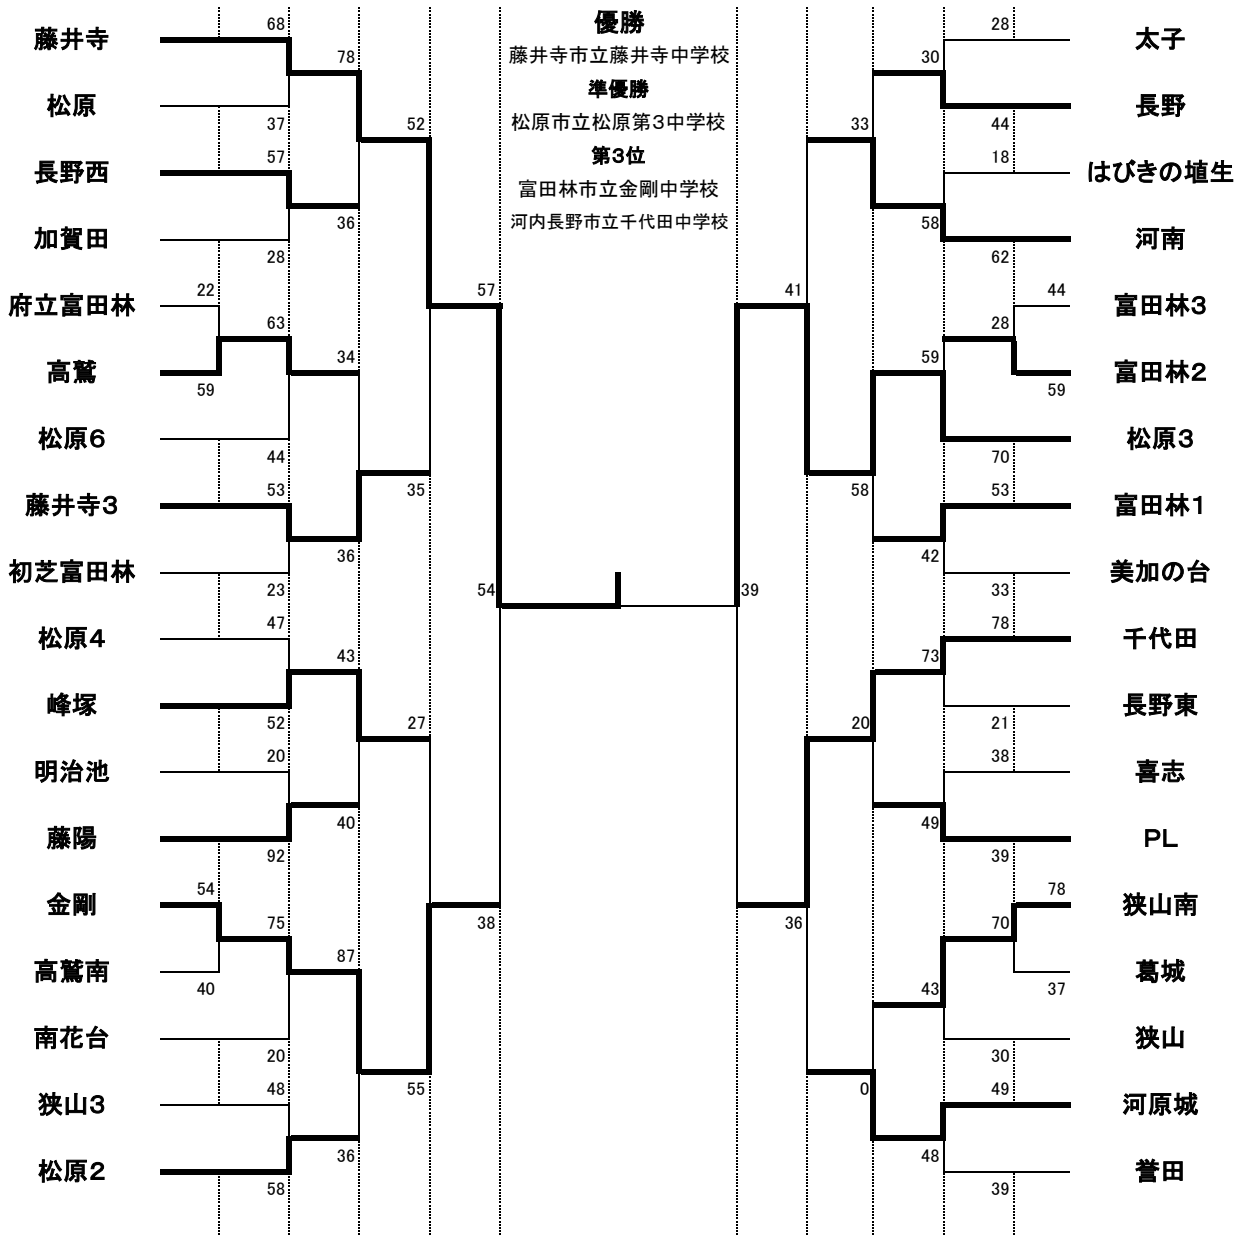 優勝
藤井寺市立藤井寺中学校
準優勝
松原市立松原第3中学校
第3位
富田林市立金剛中学校
河内長野市立千代田中学校
藤井寺
松原
長野西
加賀田
府立富田林
高鷲
松原6
藤井寺3
初芝富田林
松原4
峰塚
明治池
藤陽
金剛
高鷲南
南花台
狭山3
松原2
22
59
54
40
68
37
57
28
63
44
53
23
47
52
20
92
75
20
48
58
78
36
34
36
43
40
87
36
52
35
27
55
57
38
54
39
41
36
33
58
20
0
30
58
59
42
73
49
43
48
28
44
18
62
28
70
53
33
78
21
38
39
70
30
49
39
44
59
78
37
太子
長野
はびきの埴生
河南
富田林3
富田林2
松原3
富田林1
美加の台
千代田
長野東
喜志
PL
狭山南
葛城
狭山
河原城
誉田